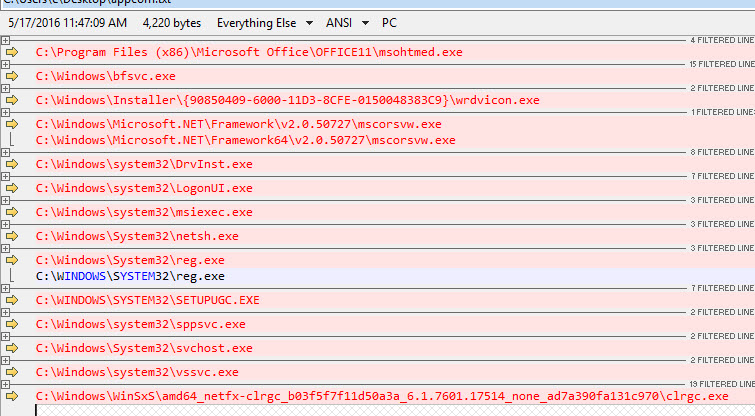 C:\Users\e\Desktop\appcom.txt
5/17/2016 11:47:09 AM 4,220 bytes Everything Else ANSI PC
4 FILTERED LINE
C:\Program Files (x86)\Microsoft Office\OFFICE11\msohtmed.exe
15 FILTERED LINE
C:\Windows\bfsvc.exe
2 FILTERED LINE
C:\Windows\Installer\{90850409-6000-11D3-8CFE-0150048383C9}\wrdvicon.exe
1 FILTERED LINE
C:\Windows\Microsoft.NET\Framework\v2.0.50727\mscorsvw.exe
C:\Windows\Microsoft.NET\Framework64\v2.0.50727\mscorsvw.exe
8 FILTERED LINE
C:\Windows\system32\DrvInst.exe
7 FILTERED LINE
C:\Windows\system32\LogonUI.exe
3 FILTERED LINE
C:\Windows\system32\msiexec.exe
3 FILTERED LINE
C:\Windows\System32\netsh.exe
3 FILTERED LINE
C:\Windows\System32\reg.exe
C:\WINDOWS\SYSTEM32\reg.exe
7 FILTERED LINE
C:\WINDOWS\SYSTEM32\SETUPUGC.EXE
2 FILTERED LINE
C:\Windows\system32\sppsvc.exe
2 FILTERED LINE
C:\Windows\system32\svchost.exe
2 FILTERED LINE
C:\Windows\system32\vssvc.exe
19 FILTERED LINE
C:\Windows\WinSxS\amd64_netfx-clrgc_b03f5f7f11d50a3a_6.1.7601.17514_none_ad7a390fa131c970\clrgc.exe